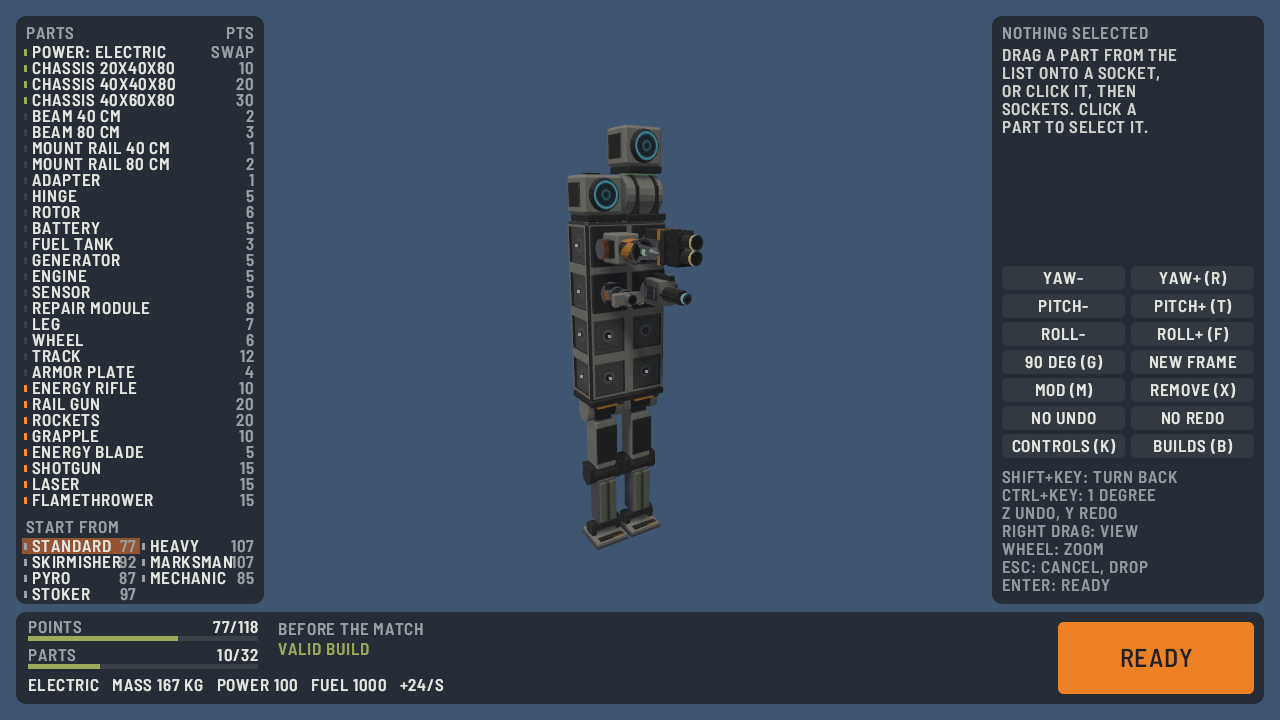 PARTS PTS
POWER: ELECTRIC SWAP
CHASSIS 20X40X80 10
CHASSIS 40X40X80 20
CHASSIS 40X60X80 30
BEAM 40 CM 2
BEAM 80 CM 3
MOUNT RAIL 40 CM 1
MOUNT RAIL 80 CM 2
ADAPTER 1
HINGE 5
ROTOR 6
BATTERY 5
FUEL TANK 3
GENERATOR 5
ENGINE 5
SENSOR 5
REPAIR MODULE 8
LEG 7
WHEEL 6
TRACK 12
ARMOR PLATE 4
ENERGY RIFLE 10
RAIL GUN 20
ROCKETS 20
GRAPPLE 10
ENERGY BLADE 5
SHOTGUN 15
LASER 15
FLAMETHROWER 15
START FROM
STANDARD 77 HEAVY 107
SKIRMISHER 92 MARKSMAN 107
PYRO 87 MECHANIC 85
STOKER 97
NOTHING SELECTED
DRAG A PART FROM THE
LIST ONTO A SOCKET,
OR CLICK IT, THEN
SOCKETS. CLICK A
PART TO SELECT IT.
YAW- YAW+ (R)
PITCH- PITCH+ (T)
ROLL- ROLL+ (F)
90 DEG (G) NEW FRAME
MOD (M) REMOVE (X)
NO UNDO NO REDO
CONTROLS (K) BUILDS (B)
SHIFT+KEY: TURN BACK
CTRL+KEY: 1 DEGREE
Z UNDO, Y REDO
RIGHT DRAG: VIEW
WHEEL: ZOOM
ESC: CANCEL, DROP
ENTER: READY
POINTS 77/118
PARTS 10/32
ELECTRIC MASS 167 KG POWER 100 FUEL 1000 +24/S
BEFORE THE MATCH
VALID BUILD
READY